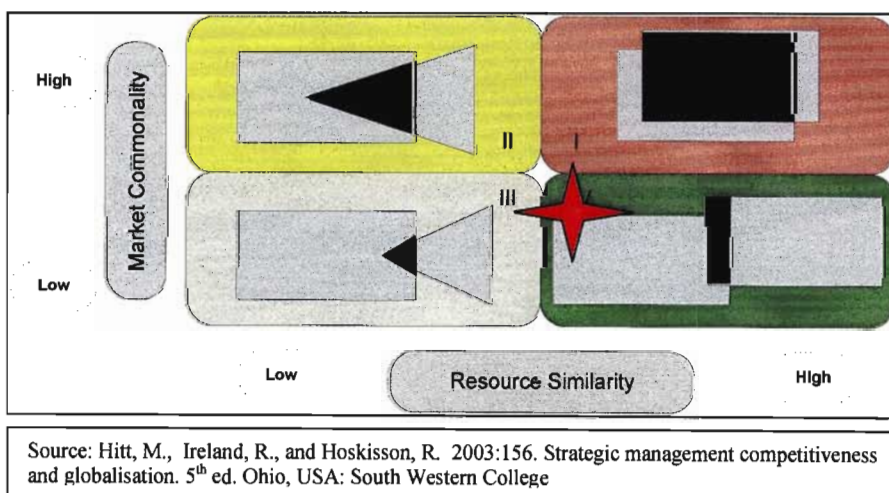 High
Market Commonality
II
I
III
Low
Low
Resource Similarity
High
Source: Hitt, M., Ireland, R., and Hoskisson, R. 2003:156. Strategic management competitiveness
and globalisation. 5th ed. Ohio, USA: South Western College